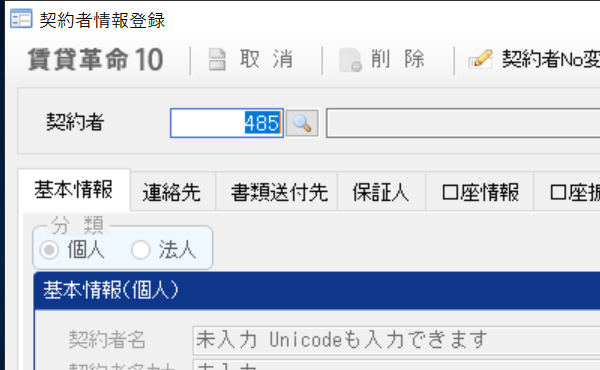 契約者情報登録
賃貸革命10 取 消 削 除 契約者No変
契約者 485
基本情報 連絡先 書類送付先 保証人 口座情報 口座振
分 類
個人 法人
基本情報(個人)
契約者名 未入力 Unicodeも入力できます